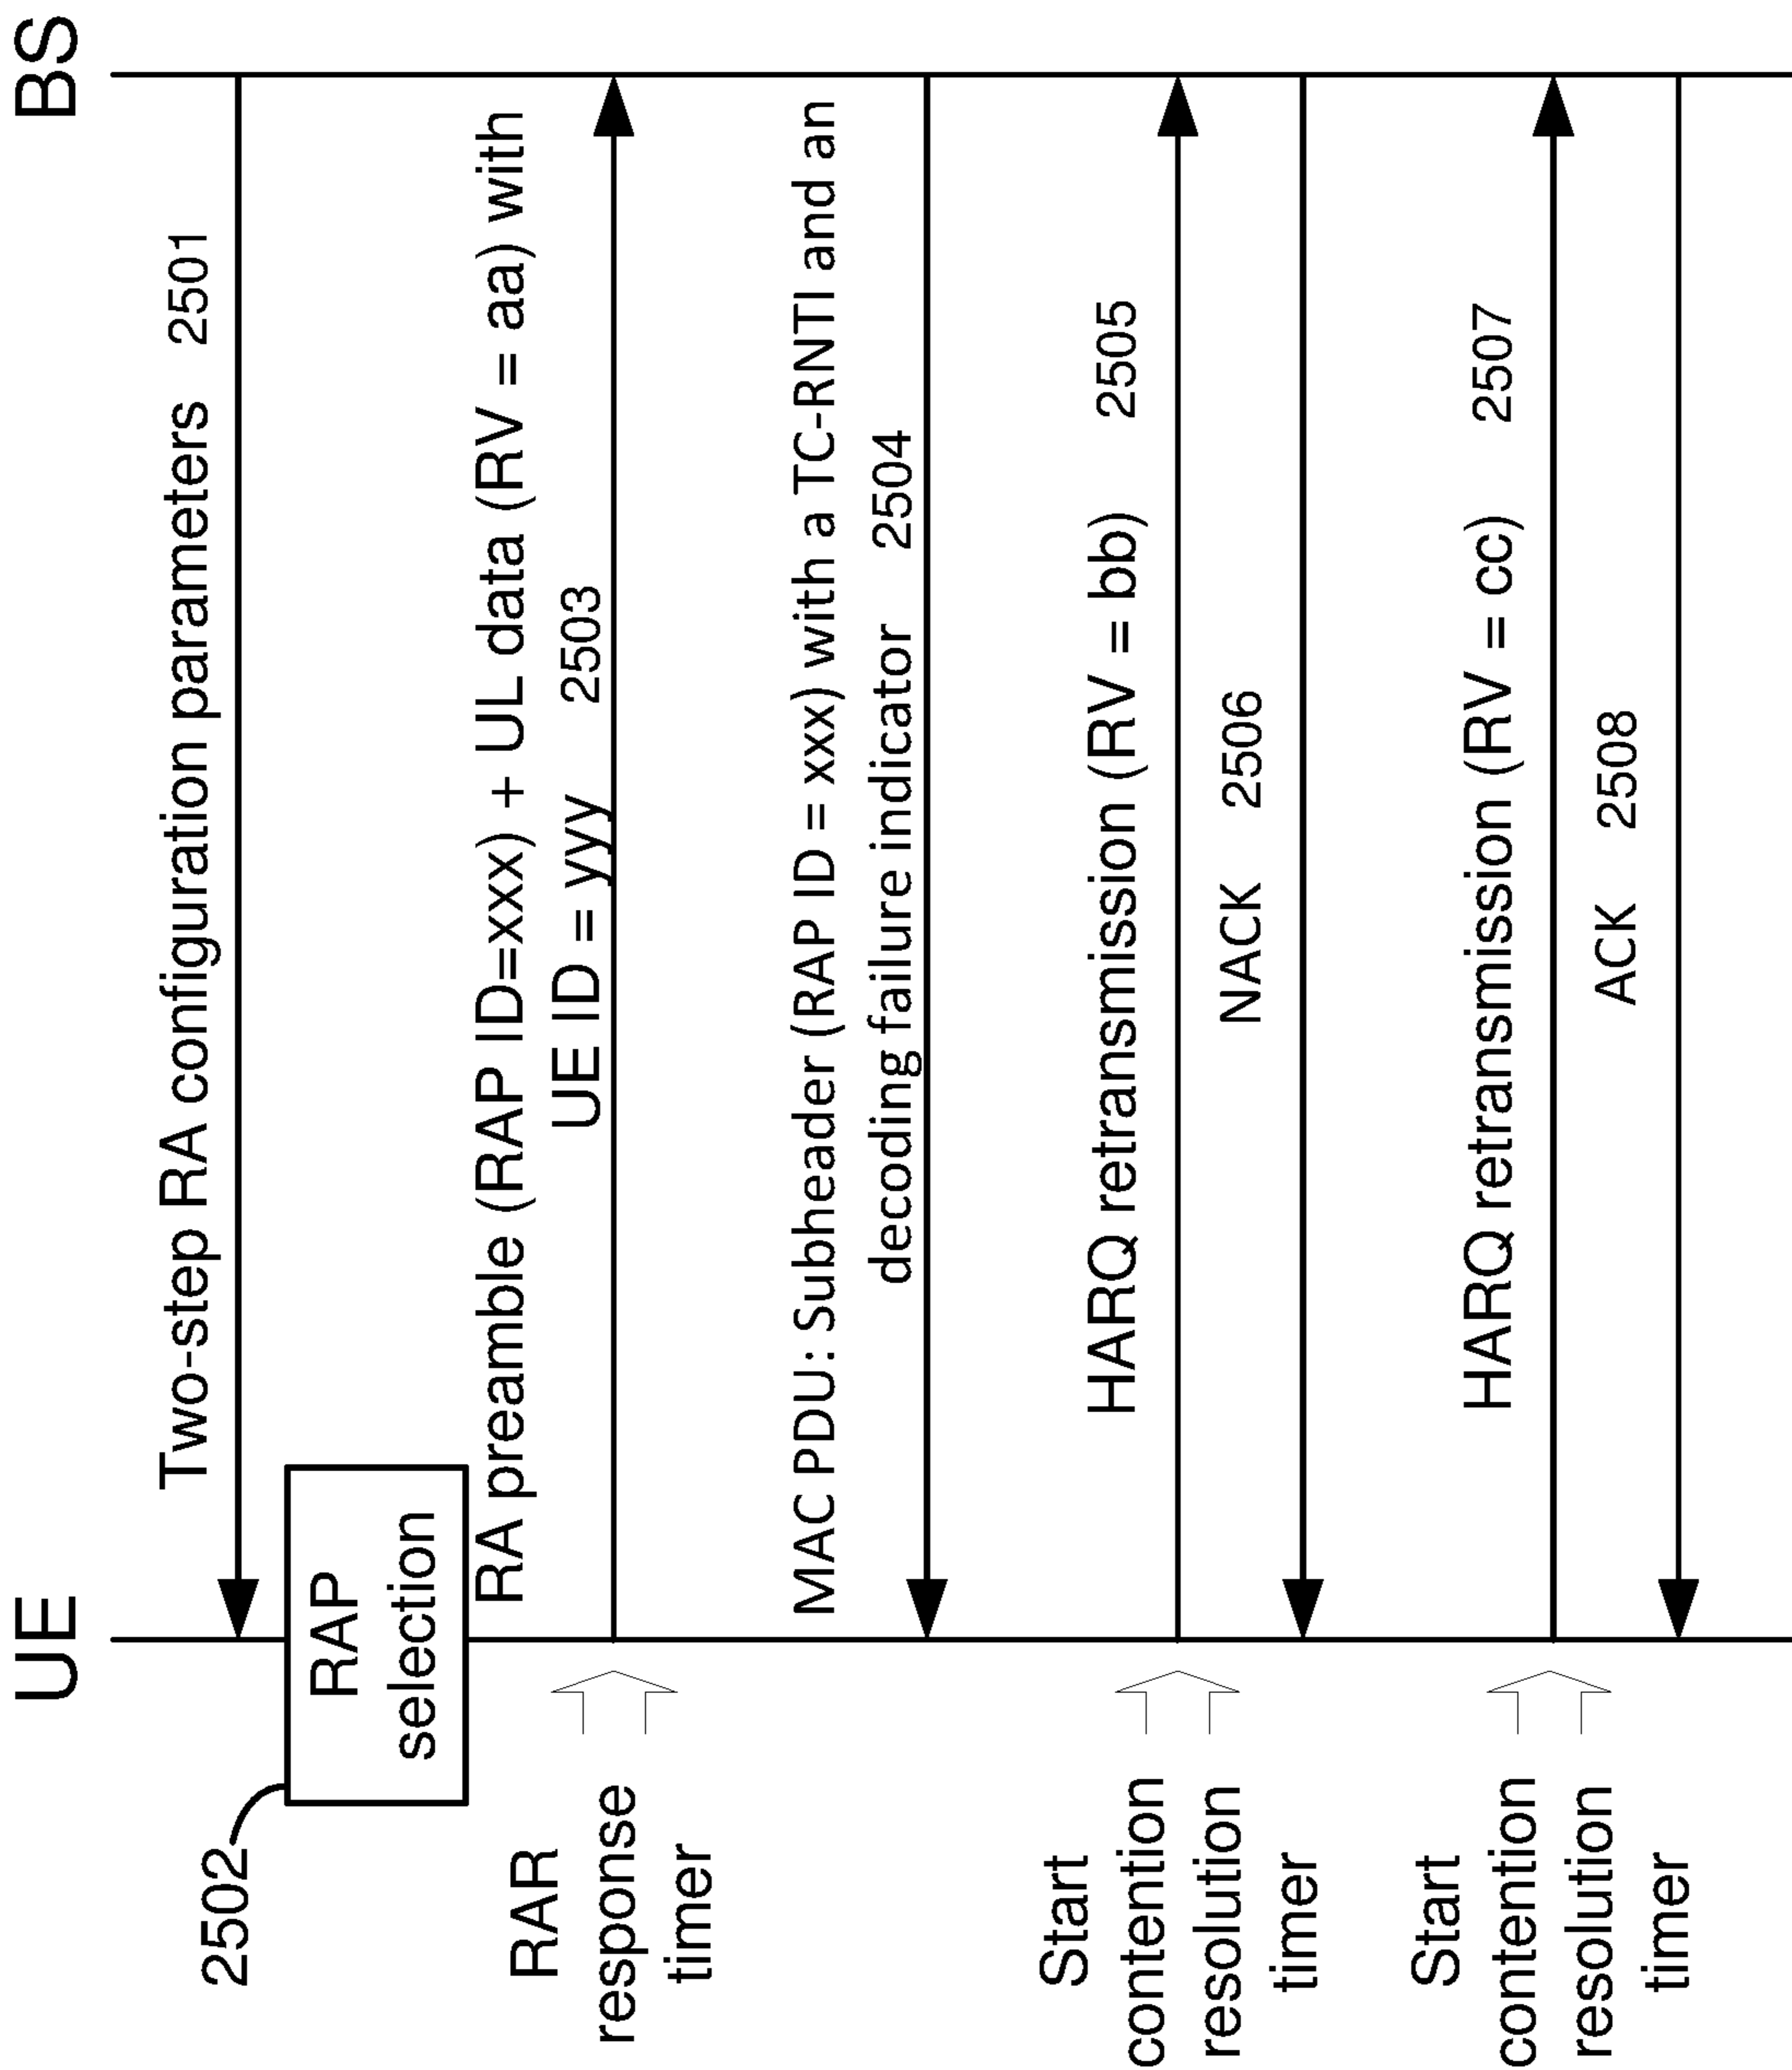 UE
BS
Two-step RA configuration parameters 2501
2502
RAP
selection
RA preamble (RAP ID=xxx) + UL data (RV = aa) with
UE ID = yyy 2503
RAR
response
timer
MAC PDU: Subheader (RAP ID = xxx) with a TC-RNTI and an
decoding failure indicator 2504
HARQ retransmission (RV = bb) 2505
Start
contention
resolution
timer
NACK 2506
HARQ retransmission (RV = cc) 2507
Start
contention
resolution
timer
ACK 2508